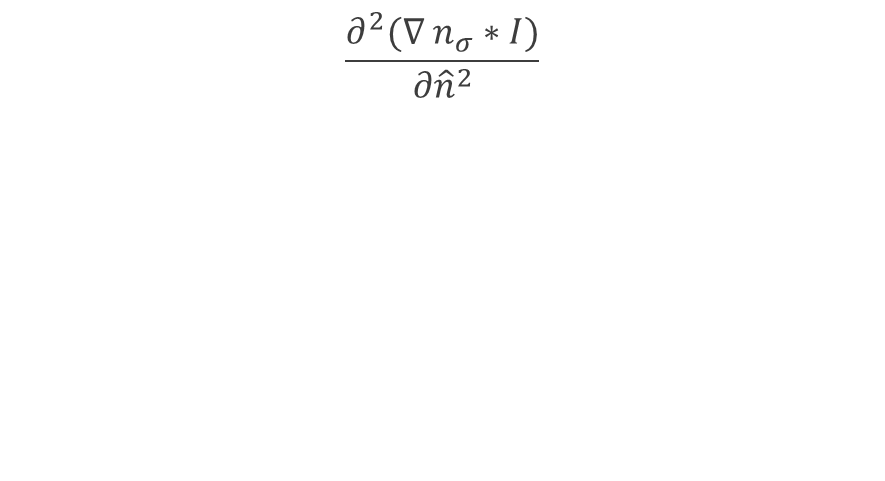 ∂²(∇ n_σ * I)
∂n̂²